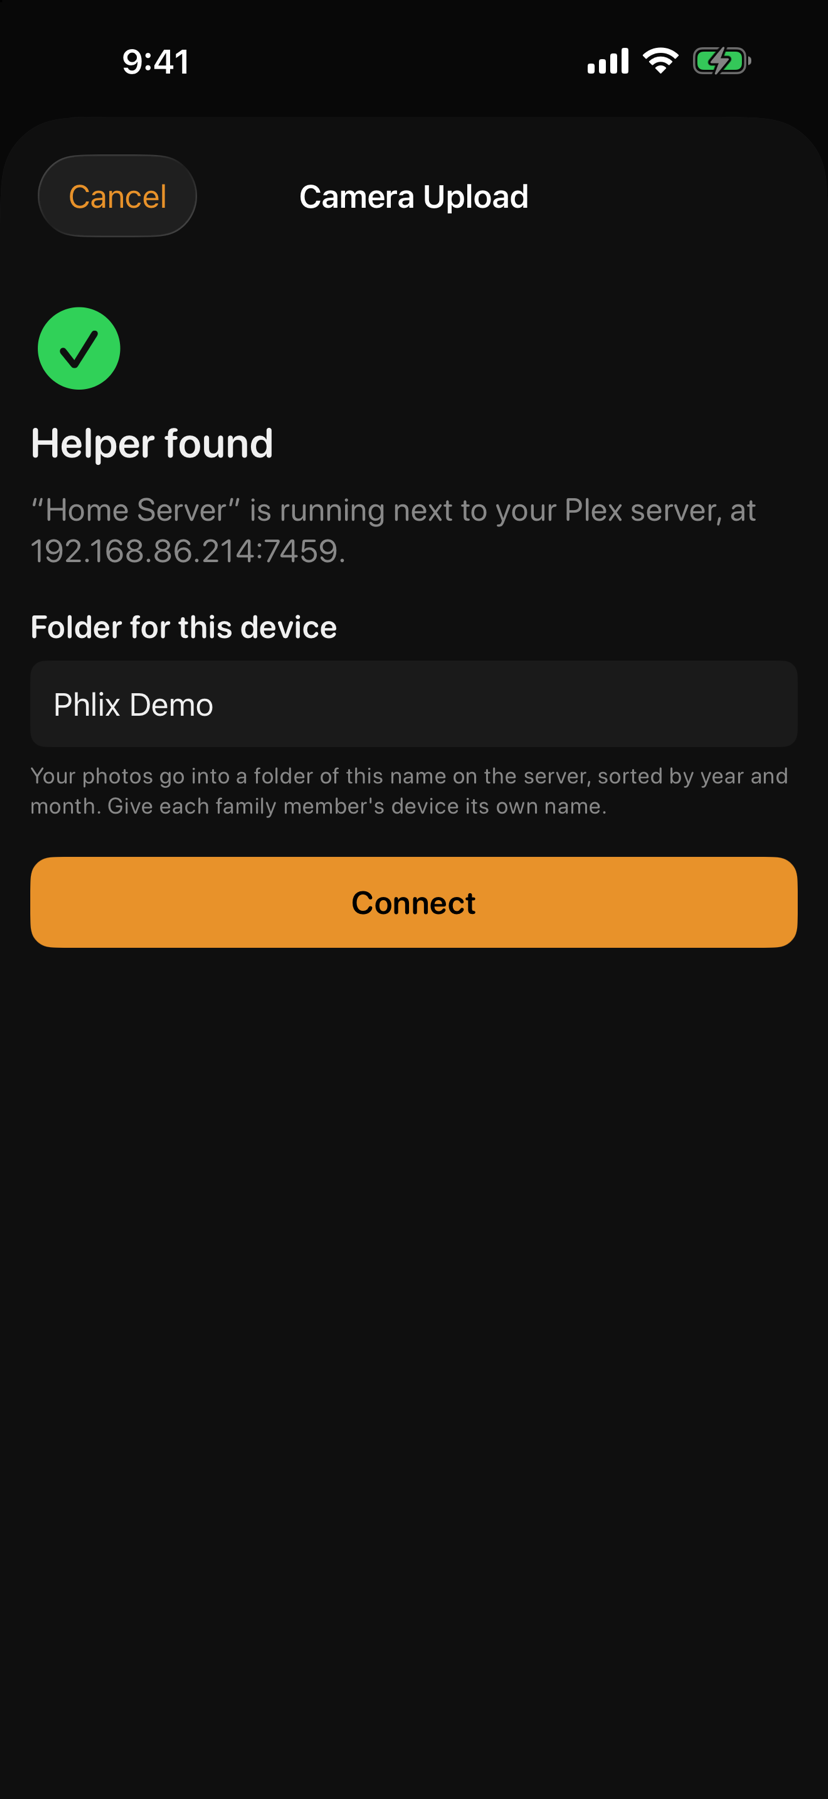 9:41
Cancel
Camera Upload
Helper found
“Home Server” is running next to your Plex server, at
192.168.86.214:7459.
Folder for this device
Phlix Demo
Your photos go into a folder of this name on the server, sorted by year and
month. Give each family member's device its own name.
Connect